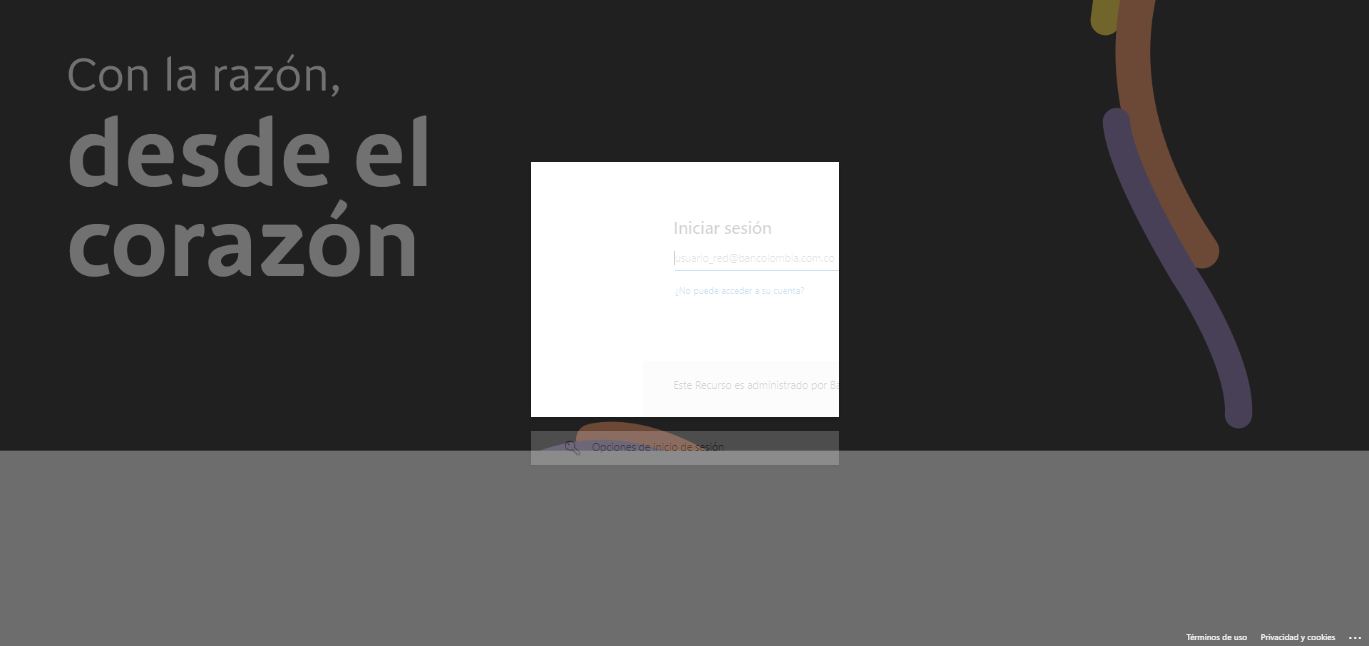 Con la razón,
desde el
corazón
Iniciar sesión
usuario_red@bancolombia.com.co
¿No puede acceder a su cuenta?
Este Recurso es administrado por Ba
Opciones de inicio de sesión
Términos de uso Privacidad y cookies ...